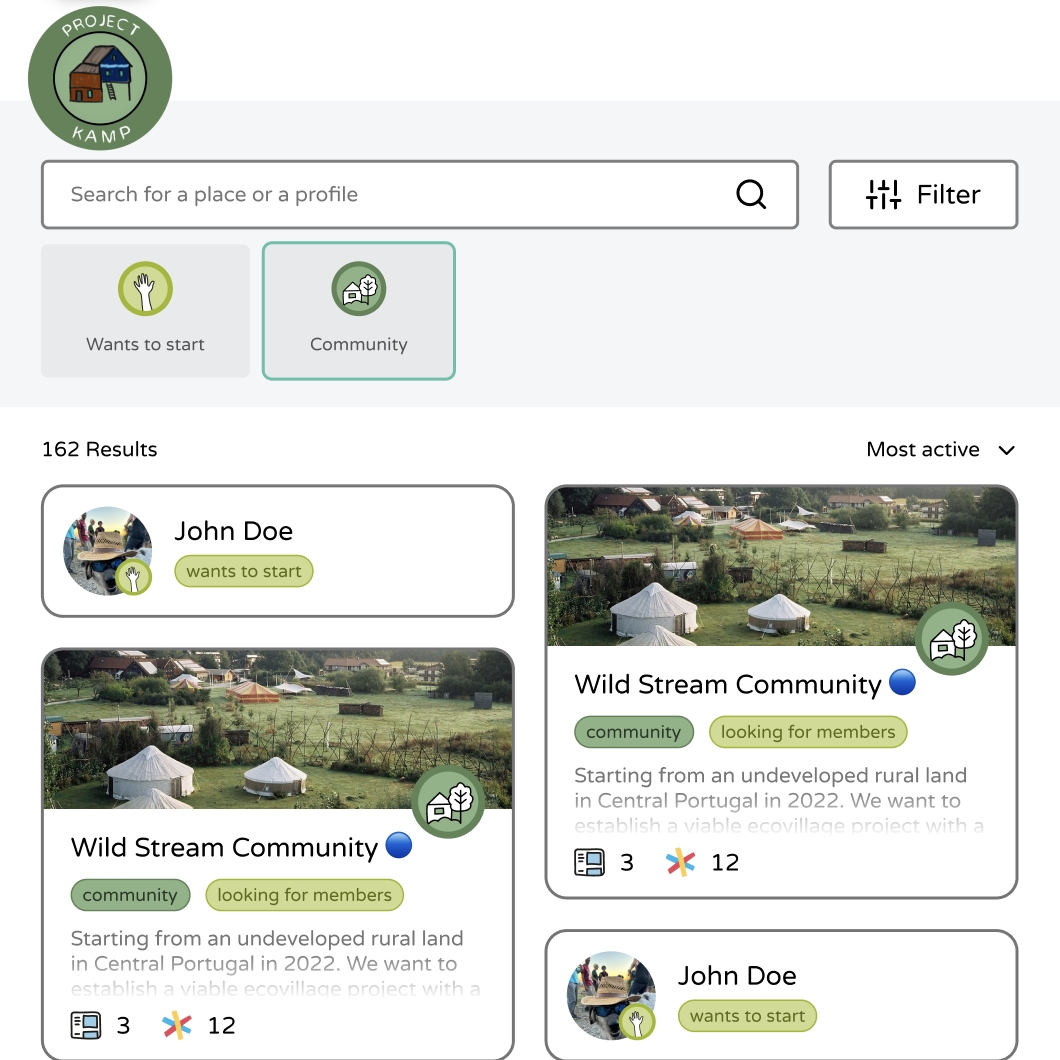 PROJECT
KAMP
Search for a place or a profile
Filter
Wants to start
Community
162 Results
Most active
John Doe
wants to start
Wild Stream Community
community
looking for members
Starting from an undeveloped rural land
in Central Portugal in 2022. We want to
establish a viable ecovillage project with a
3
12
Wild Stream Community
community
looking for members
Starting from an undeveloped rural land
in Central Portugal in 2022. We want to
establish a viable ecovillage project with a
3
12
John Doe
wants to start